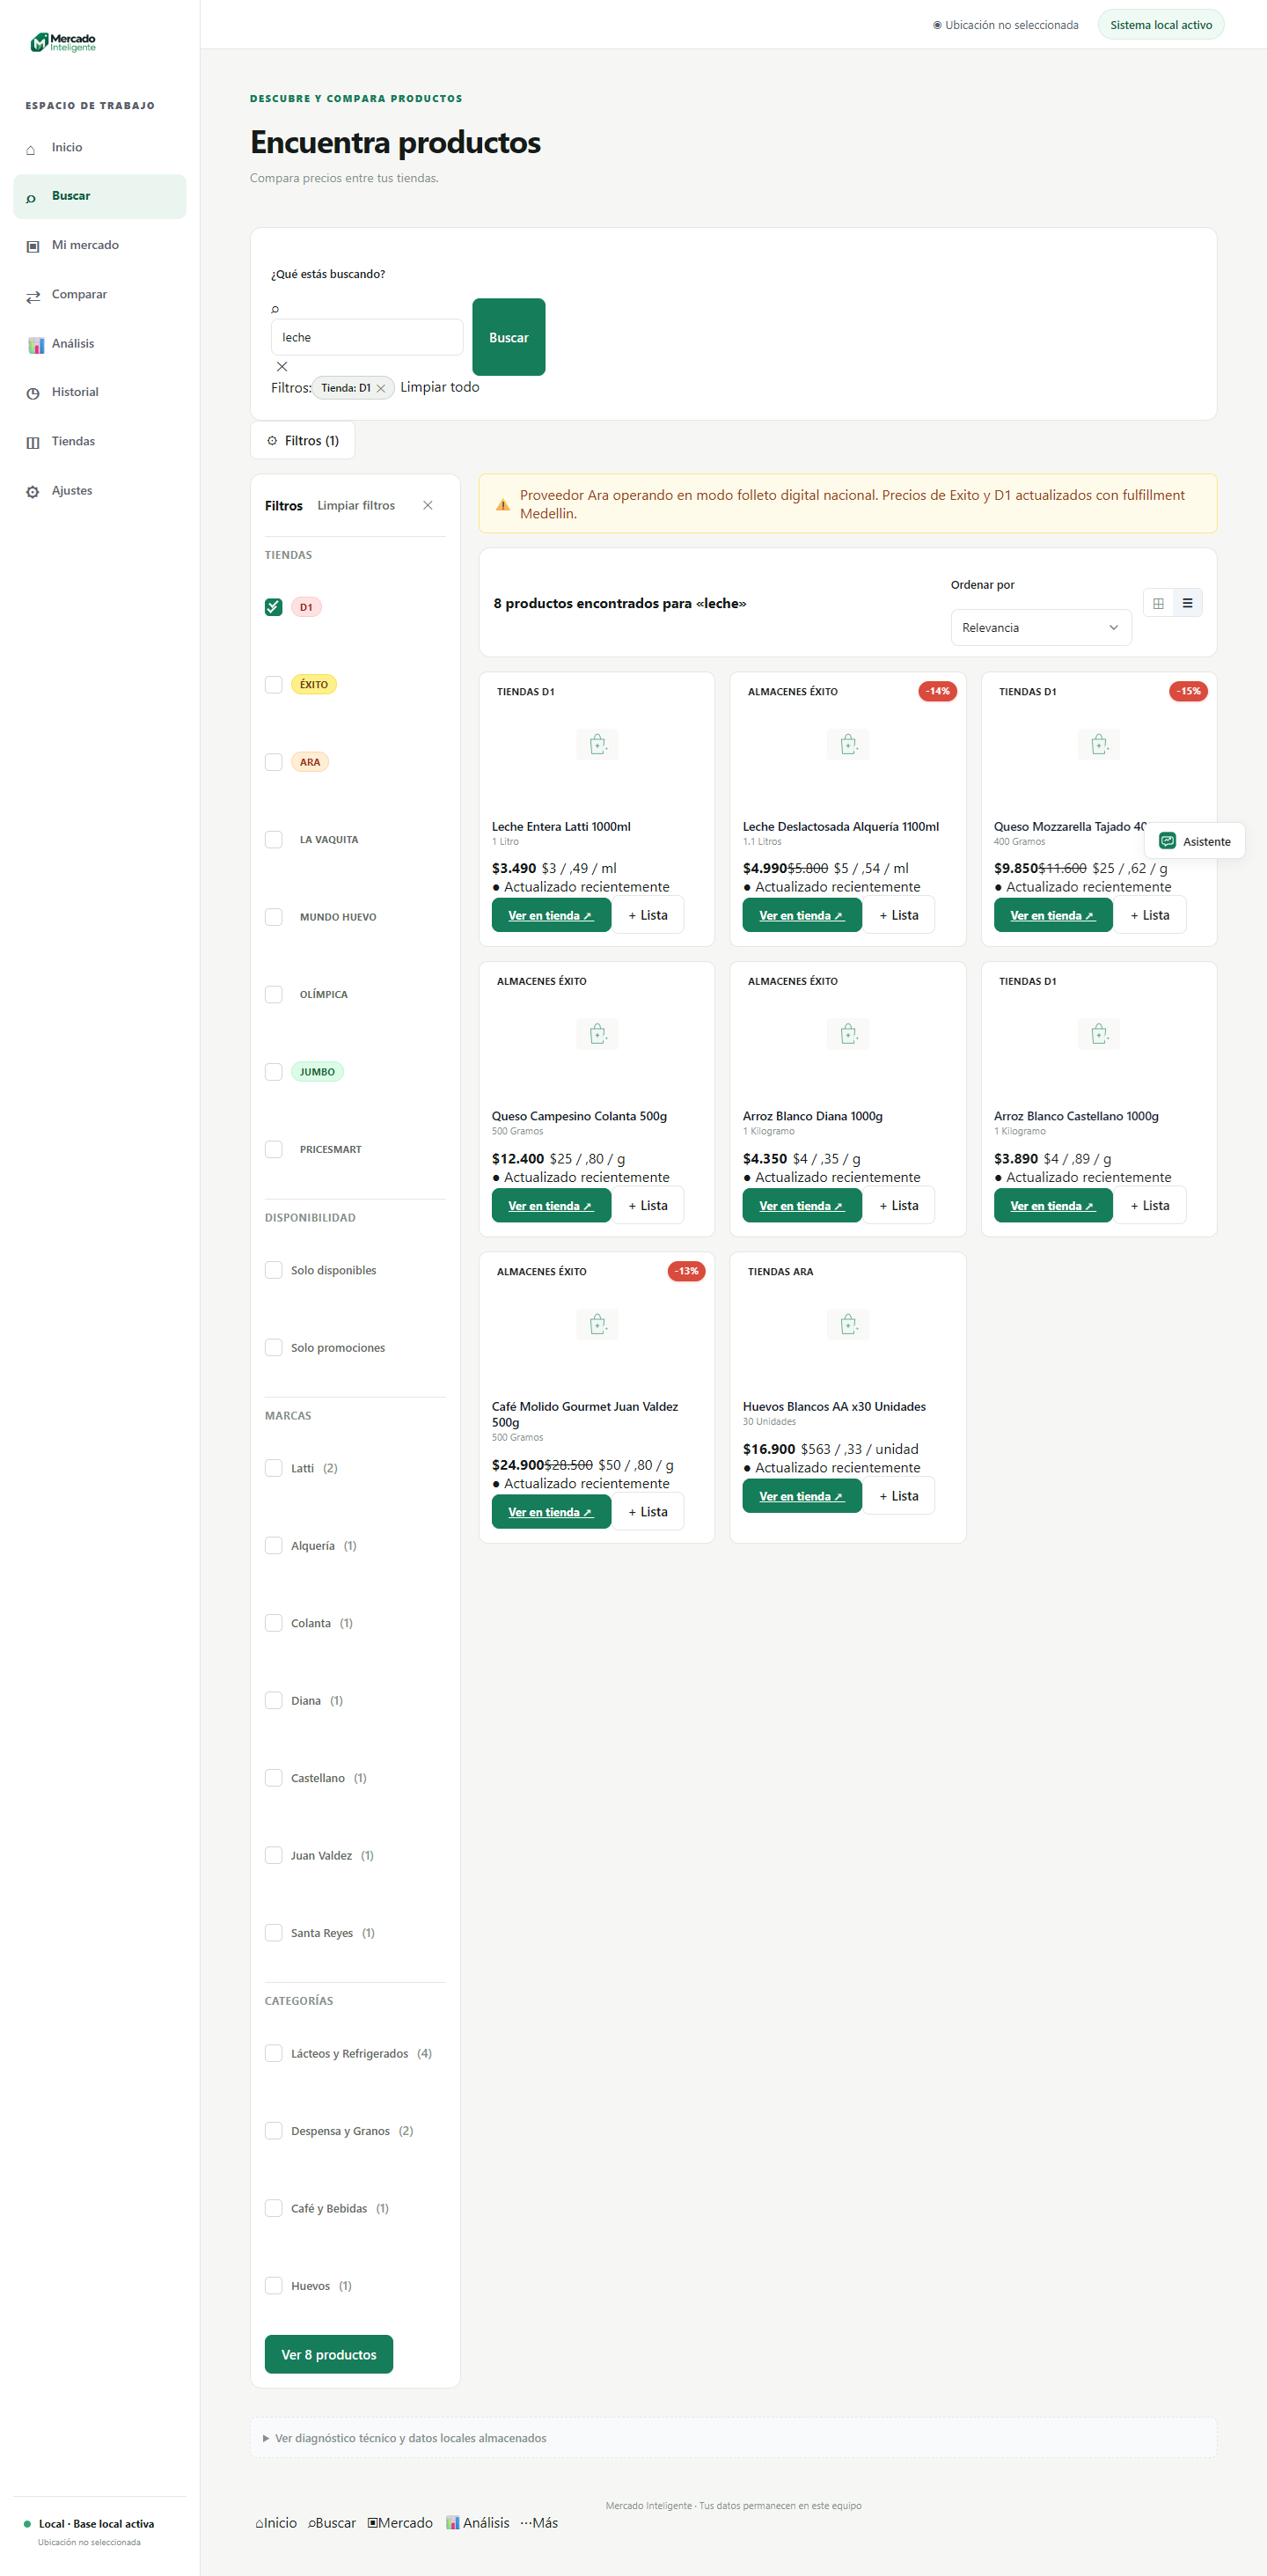 Mercado
Inteligente
ESPACIO DE TRABAJO
Inicio
Buscar
Mi mercado
Comparar
Análisis
Historial
Tiendas
Ajustes
Local · Base local activa
Ubicación no seleccionada
Ubicación no seleccionada
Sistema local activo
DESCUBRE Y COMPARA PRODUCTOS
Encuentra productos
Compara precios entre tus tiendas.
¿Qué estás buscando?
leche
Buscar
Filtros: Tienda: D1 Limpiar todo
Filtros (1)
Filtros Limpiar filtros
TIENDAS
D1
ÉXITO
ARA
LA VAQUITA
MUNDO HUEVO
OLÍMPICA
JUMBO
PRICESMART
DISPONIBILIDAD
Solo disponibles
Solo promociones
MARCAS
Latti (2)
Alquería (1)
Colanta (1)
Diana (1)
Castellano (1)
Juan Valdez (1)
Santa Reyes (1)
CATEGORÍAS
Lácteos y Refrigerados (4)
Despensa y Granos (2)
Café y Bebidas (1)
Huevos (1)
Ver 8 productos
Proveedor Ara operando en modo folleto digital nacional. Precios de Exito y D1 actualizados con fulfillment
Medellin.
8 productos encontrados para «leche»
Ordenar por
Relevancia
TIENDAS D1
Leche Entera Latti 1000ml
1 Litro
$3.490 $3 / ,49 / ml
● Actualizado recientemente
Ver en tienda ↗ + Lista
ALMACENES ÉXITO
-14%
Leche Deslactosada Alquería 1100ml
1.1 Litros
$4.990$5.800 $5 / ,54 / ml
● Actualizado recientemente
Ver en tienda ↗ + Lista
TIENDAS D1
-15%
Queso Mozzarella Tajado
400 Gramos
$9.850$11.600 $25 / ,62 / g
● Actualizado recientemente
Ver en tienda ↗ + Lista
Asistente
ALMACENES ÉXITO
Queso Campesino Colanta 500g
500 Gramos
$12.400 $25 / ,80 / g
● Actualizado recientemente
Ver en tienda ↗ + Lista
ALMACENES ÉXITO
Arroz Blanco Diana 1000g
1 Kilogramo
$4.350 $4 / ,35 / g
● Actualizado recientemente
Ver en tienda ↗ + Lista
TIENDAS D1
Arroz Blanco Castellano 1000g
1 Kilogramo
$3.890 $4 / ,89 / g
● Actualizado recientemente
Ver en tienda ↗ + Lista
ALMACENES ÉXITO
-13%
Café Molido Gourmet Juan Valdez
500g
500 Gramos
$24.900$28.500 $50 / ,80 / g
● Actualizado recientemente
Ver en tienda ↗ + Lista
TIENDAS ARA
Huevos Blancos AA x30 Unidades
30 Unidades
$16.900 $563 / ,33 / unidad
● Actualizado recientemente
Ver en tienda ↗ + Lista
Ver diagnóstico técnico y datos locales almacenados
Mercado Inteligente · Tus datos permanecen en este equipo
Inicio Buscar Mercado Análisis ⋯Más